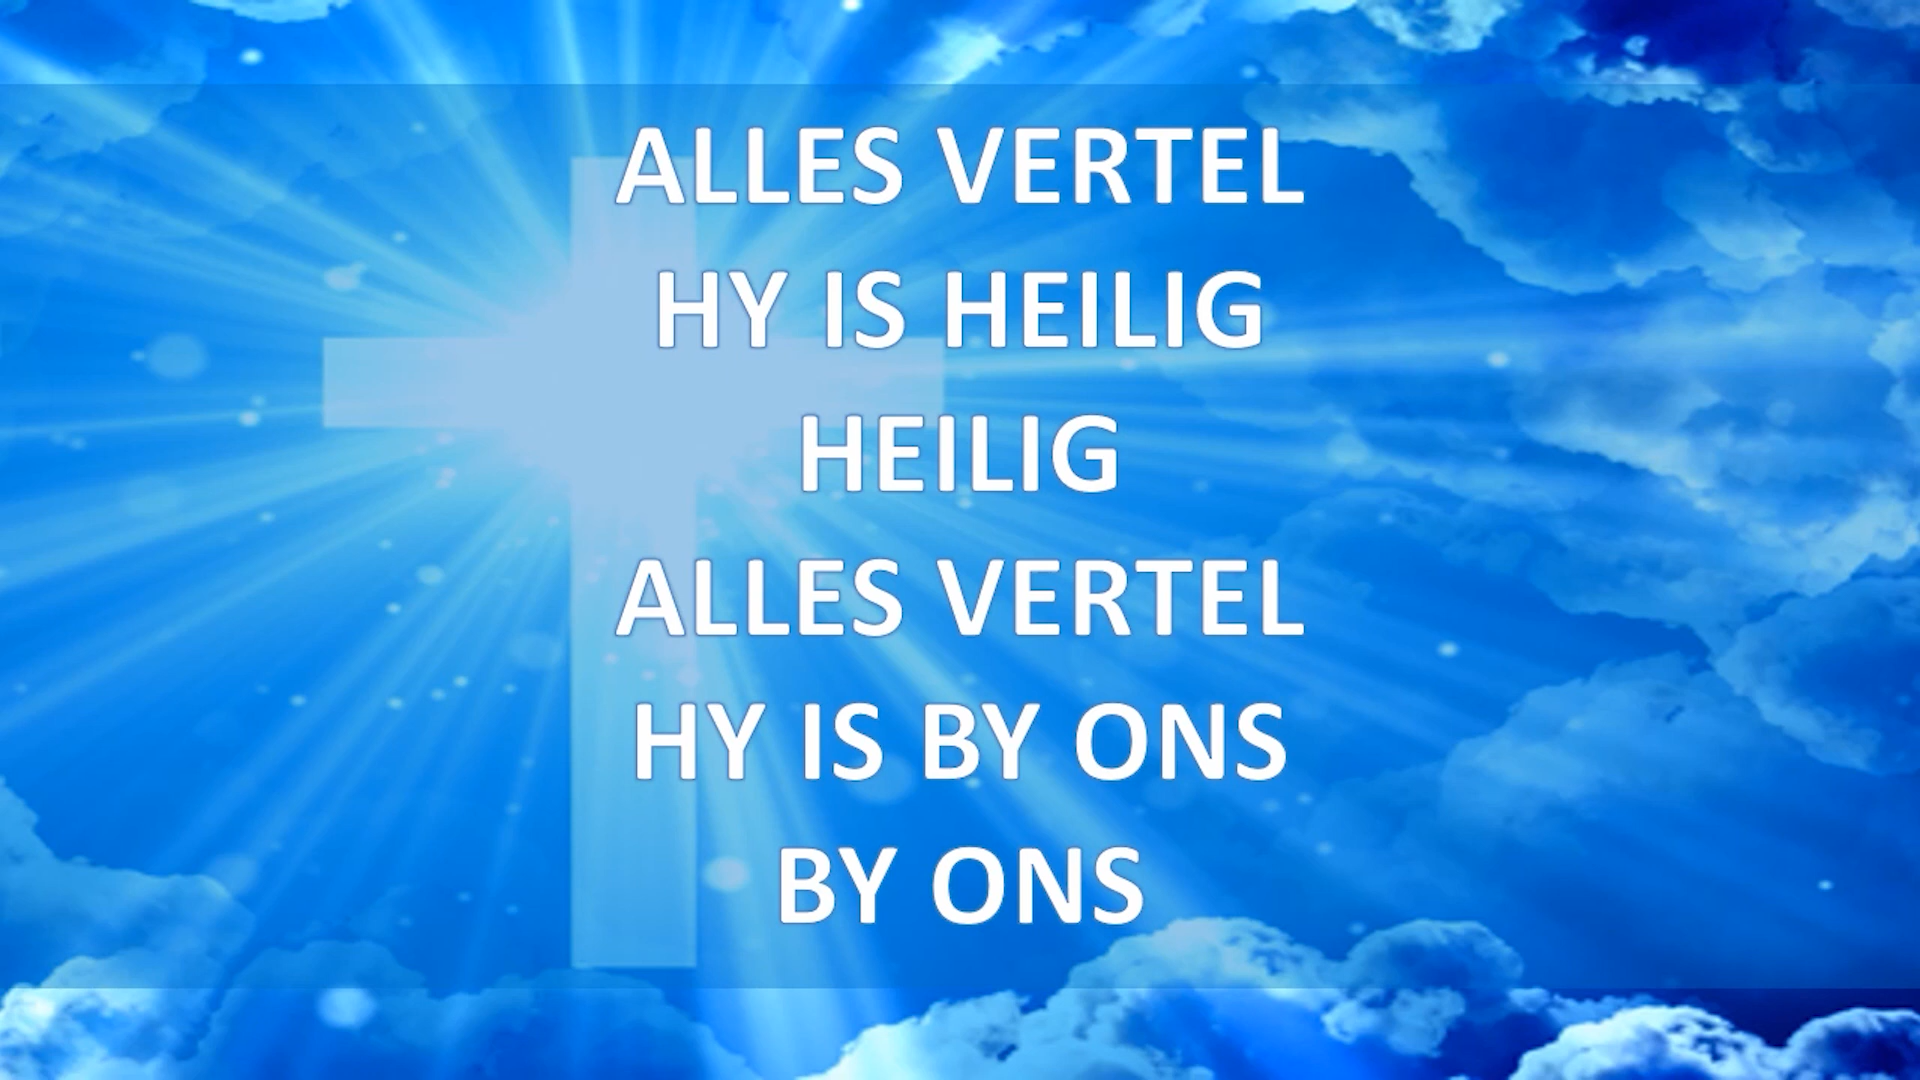 ALLES VERTEL
HY IS HEILIG
HEILIG
ALLES VERTEL
HY IS BY ONS
BY ONS